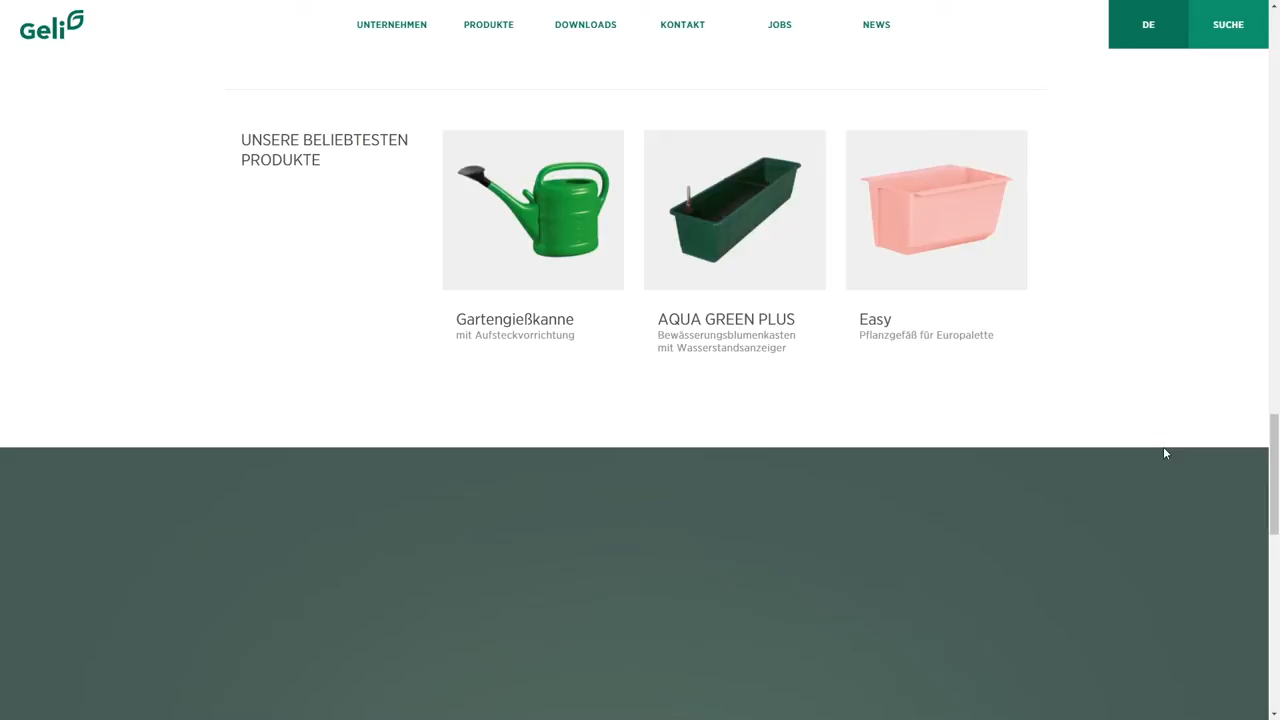 Geli
UNTERNEHMEN
PRODUKTE
DOWNLOADS
KONTAKT
JOBS
NEWS
DE
SUCHE
UNSERE BELIEBTESTEN
PRODUKTE
Gartengießkanne
mit Aufsteckvorrichtung
AQUA GREEN PLUS
Bewässerungsblumenkasten
mit Wasserstandsanzeiger
Easy
Pflanzgefäß für Europalette